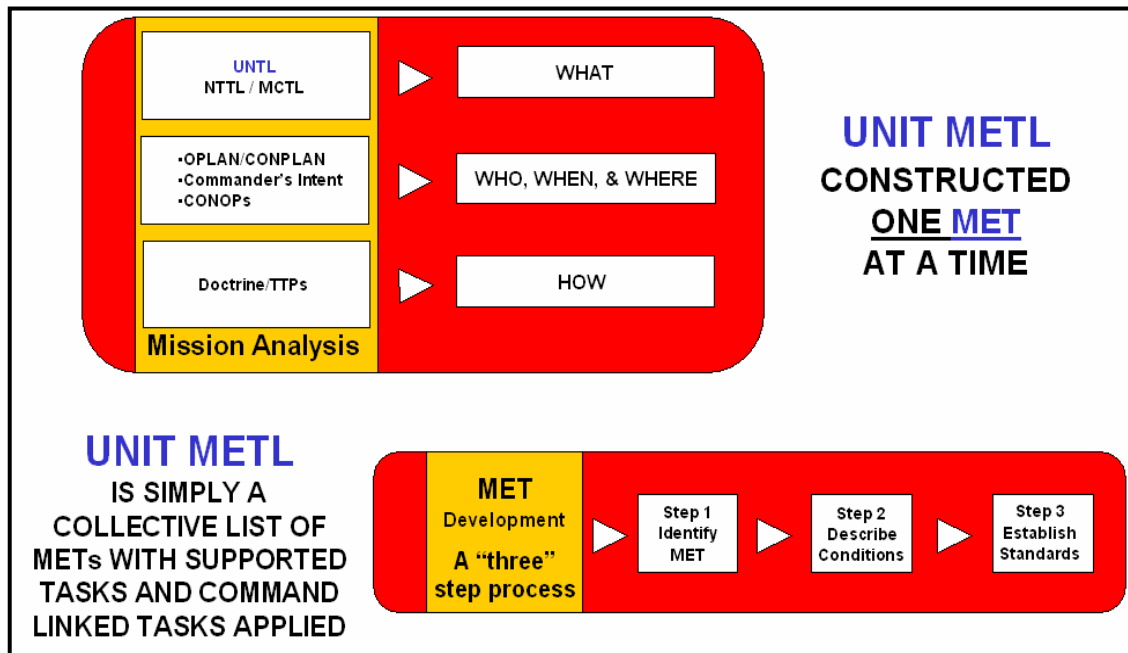 UNTL
NTTL / MCTL
WHAT
•OPLAN/CONPLAN
•Commander's Intent
•CONOPs
WHO, WHEN, & WHERE
Doctrine/TTPs
HOW
Mission Analysis
UNIT METL
CONSTRUCTED
ONE MET
AT A TIME
UNIT METL
IS SIMPLY A
COLLECTIVE LIST OF
METs WITH SUPPORTED
TASKS AND COMMAND
LINKED TASKS APPLIED
MET
Development
A “three”
step process
Step 1
Identify
MET
Step 2
Describe
Conditions
Step 3
Establish
Standards